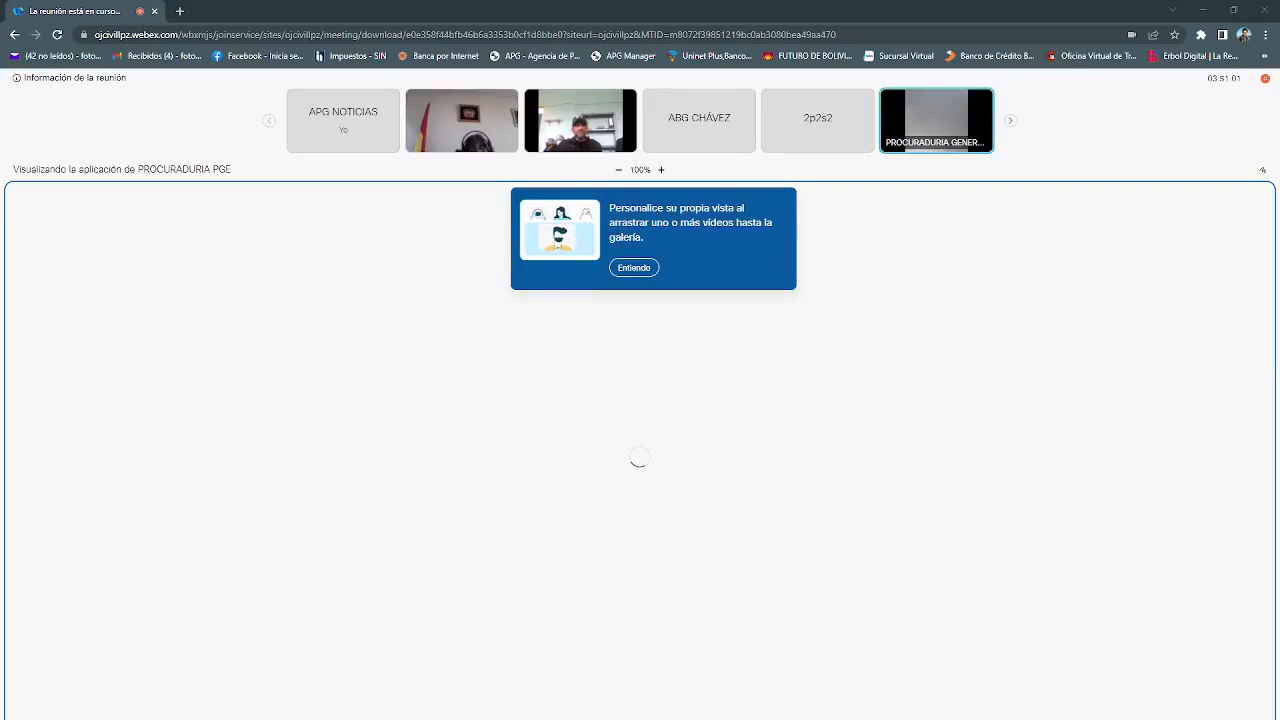 La reunión está en curso...
ojcivillpz.webex.com/wbxmjs/joinservice/sites/ojcivillpz/meeting/download/e0e358f44bfb46b6a33530cf1d8bbe0?siteurl=ojcivillpz&MTID=m8072f39851219bc0ab3080bea49aa470
(42 no leídos) - foto...
Recibidos (4) - foto...
Facebook - Inicia se...
Impuestos - SIN
Banca por Internet
APG - Agencia de P...
APG Manager
Uninet Plus,Banco...
FUTURO DE BOLIVI...
Sucursal Virtual
Banco de Crédito B...
Oficina Virtual de Tr...
Erbol Digital | La Re...
»
Información de la reunión
03:51:01
APG NOTICIAS
Yo
ABG CHÁVEZ
2p2s2
PROCURADURIA GENER...
Visualizando la aplicación de PROCURADURIA PGE
− 100% +
Personalice su propia vista al
arrastrar uno o más vídeos hasta la
galería.
Entiendo